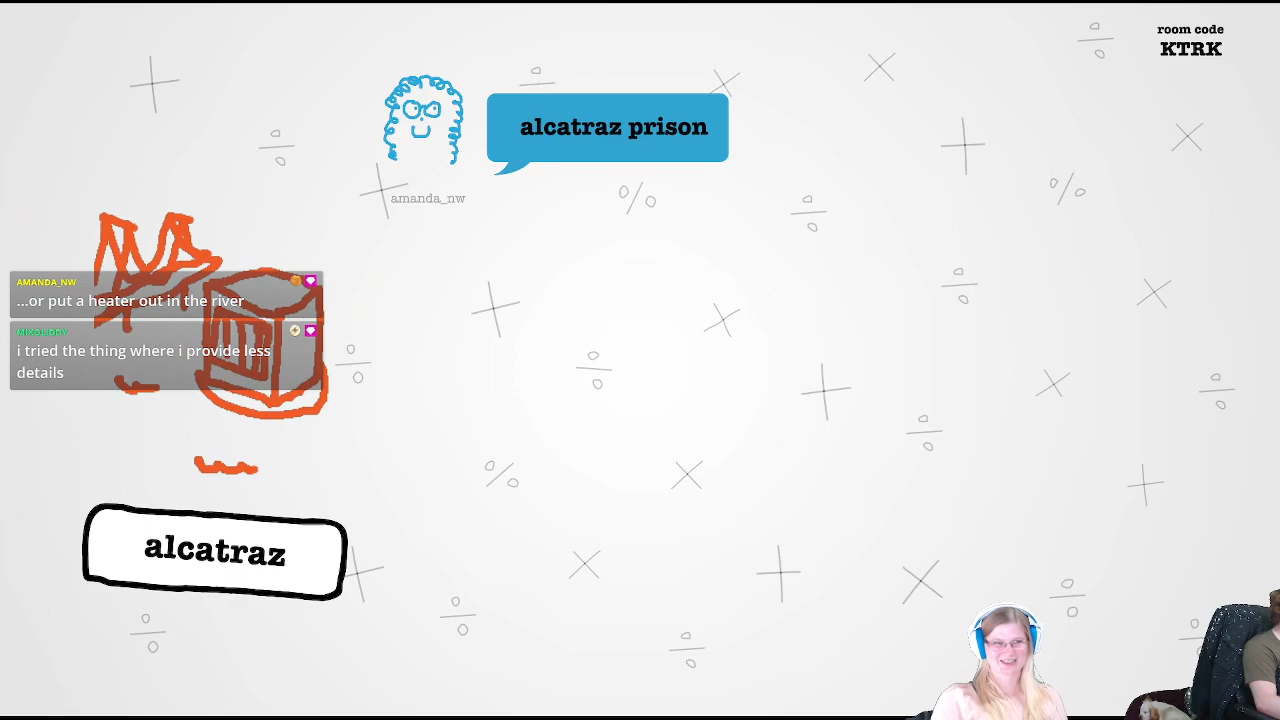 room code
KTRK
alcatraz prison
amanda_nw
AMANDA_NW
...or put a heater out in the river
i tried the thing where i provide less
details
alcatraz